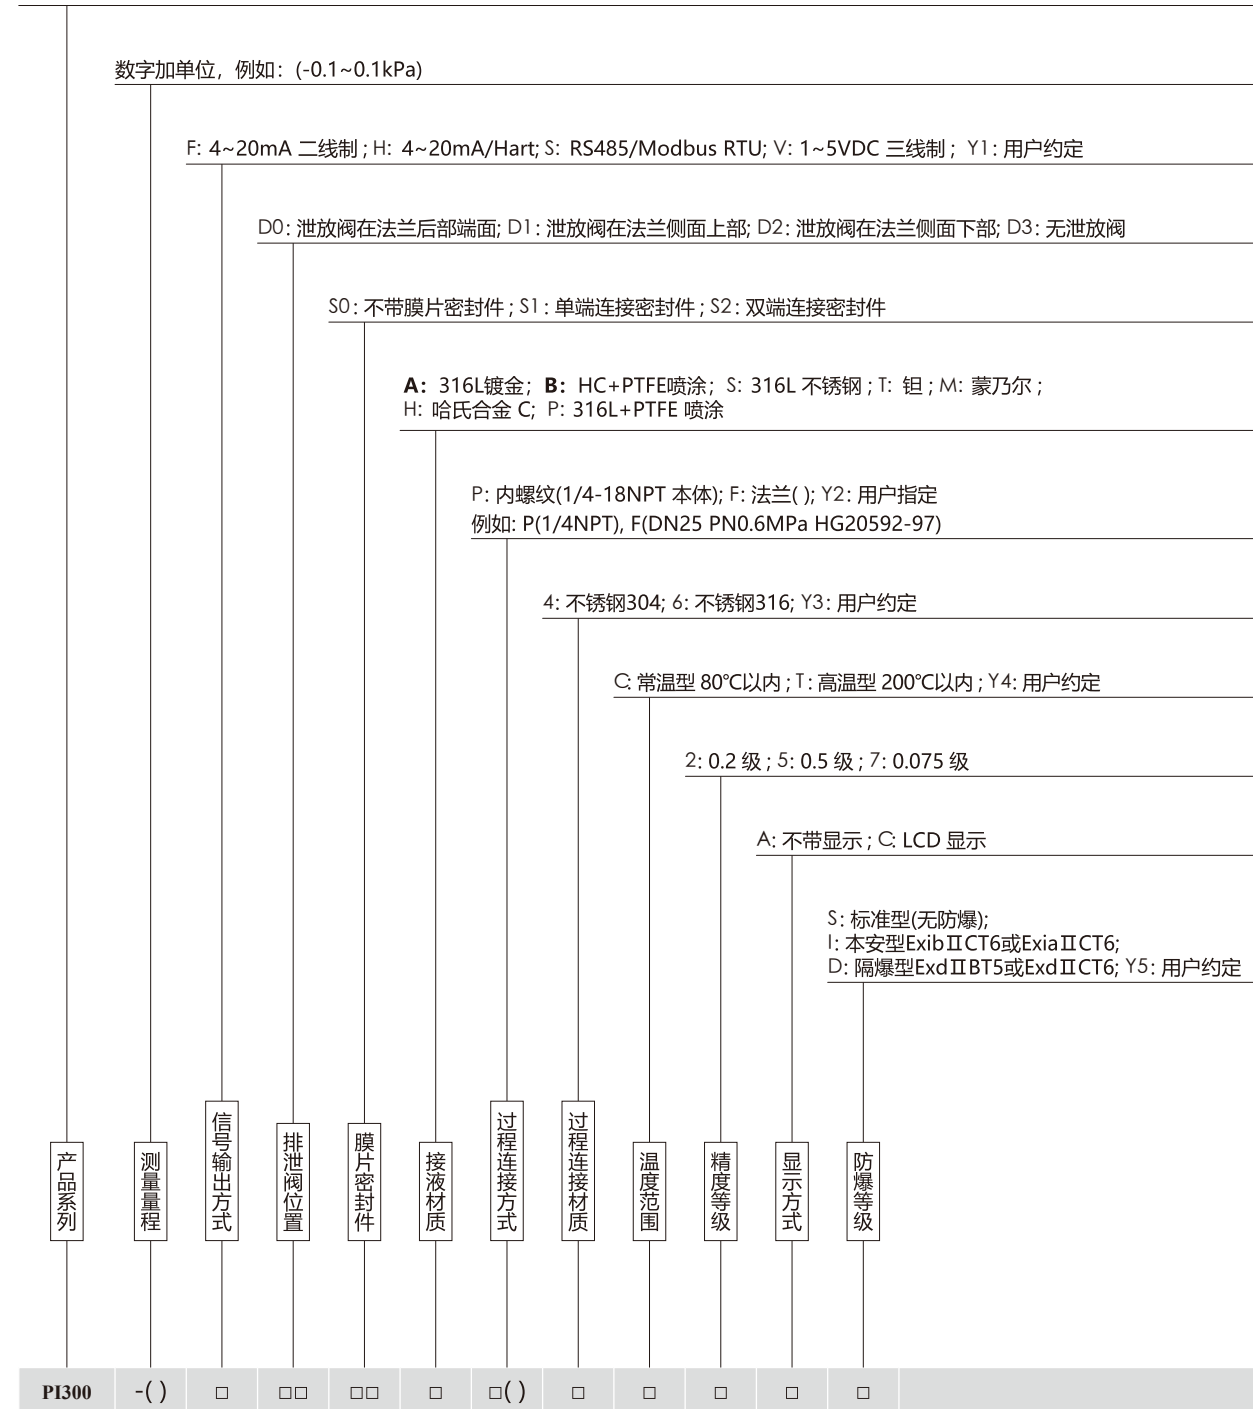 数字加单位，例如：(-0.1~0.1kPa)
F: 4~20mA 二线制 ; H: 4~20mA/Hart; S: RS485/Modbus RTU; V: 1~5VDC 三线制 ; Y1: 用户约定
D0: 泄放阀在法兰后部端面; D1: 泄放阀在法兰侧面上部; D2: 泄放阀在法兰侧面下部; D3: 无泄放阀
S0: 不带膜片密封件 ; S1: 单端连接密封件 ; S2: 双端连接密封件
A: 316L镀金；B: HC+PTFE喷涂；S: 316L 不锈钢 ; T: 钽 ; M: 蒙乃尔 ;
H: 哈氏合金 C; P: 316L+PTFE 喷涂
P: 内螺纹(1/4-18NPT 本体); F: 法兰( ); Y2: 用户指定
例如: P(1/4NPT), F(DN25 PN0.6MPa HG20592-97)
4: 不锈钢304; 6: 不锈钢316; Y3: 用户约定
C: 常温型 80℃以内 ; T: 高温型 200℃以内 ; Y4: 用户约定
2: 0.2 级 ; 5: 0.5 级 ; 7: 0.075 级
A: 不带显示 ; C: LCD 显示
S: 标准型(无防爆);
I: 本安型ExibⅡCT6或ExiaⅡCT6;
D: 隔爆型ExdⅡBT5或ExdⅡCT6; Y5: 用户约定
产品系列
测量量程
信号输出方式
排泄阀位置
膜片密封件
接液材质
过程连接方式
过程连接材质
温度范围
精度等级
显示方式
防爆等级
PI300 -( ) □ □□ □□ □ □( ) □ □ □ □ □